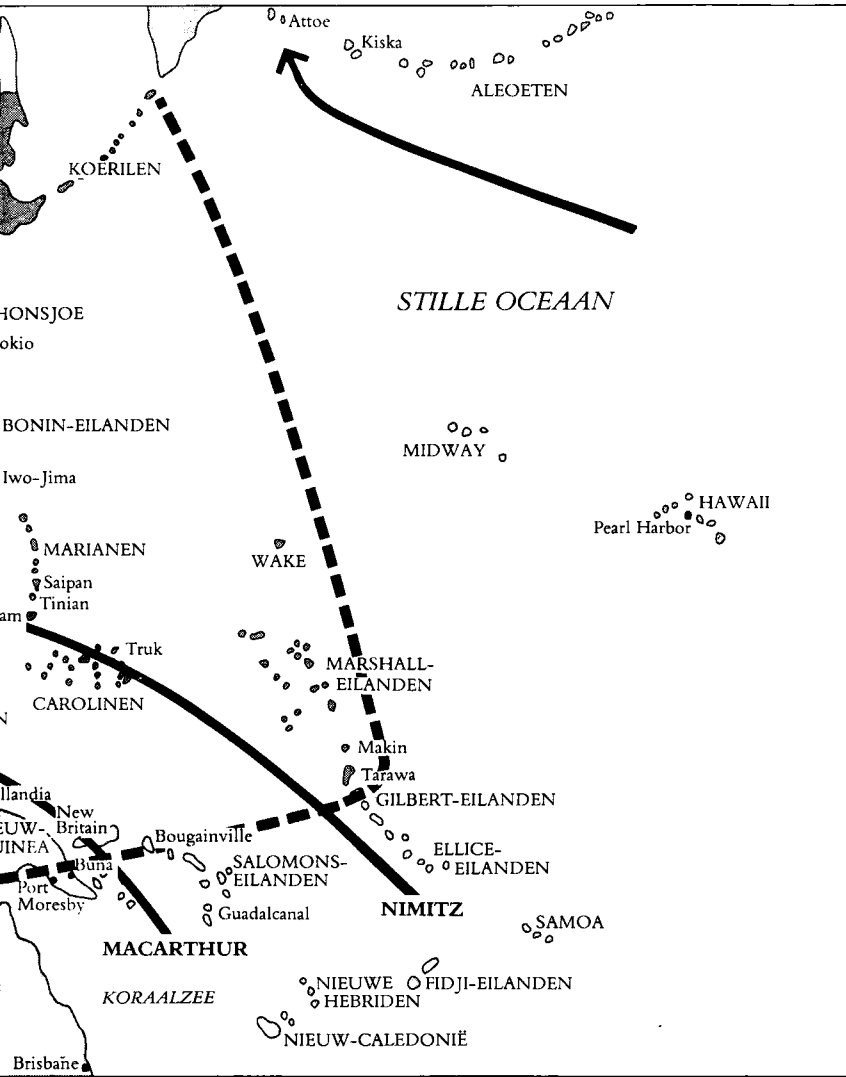 Attoe
Kiska
ALEOETEN
KOERILEN
STILLE OCEAAN
HONSJOE
okio
BONIN-EILANDEN
MIDWAY
Iwo-Jima
HAWAII
Pearl Harbor
MARIANEN
WAKE
Saipan
Tinian
am
Truk
MARSHALL-
EILANDEN
CAROLINEN
N
Makin
Tarawa
llandia
GILBERT-EILANDEN
New
Britain
EUW-
UINEA
Bougainville
ELLICE-
EILANDEN
Buna
SALOMONS-
EILANDEN
Port
Moresby
Guadalcanal
NIMITZ
SAMOA
MACARTHUR
NIEUWE
HEBRIDEN
FIDJI-EILANDEN
KORAALZEE
NIEUW-CALEDONIË
Brisbane